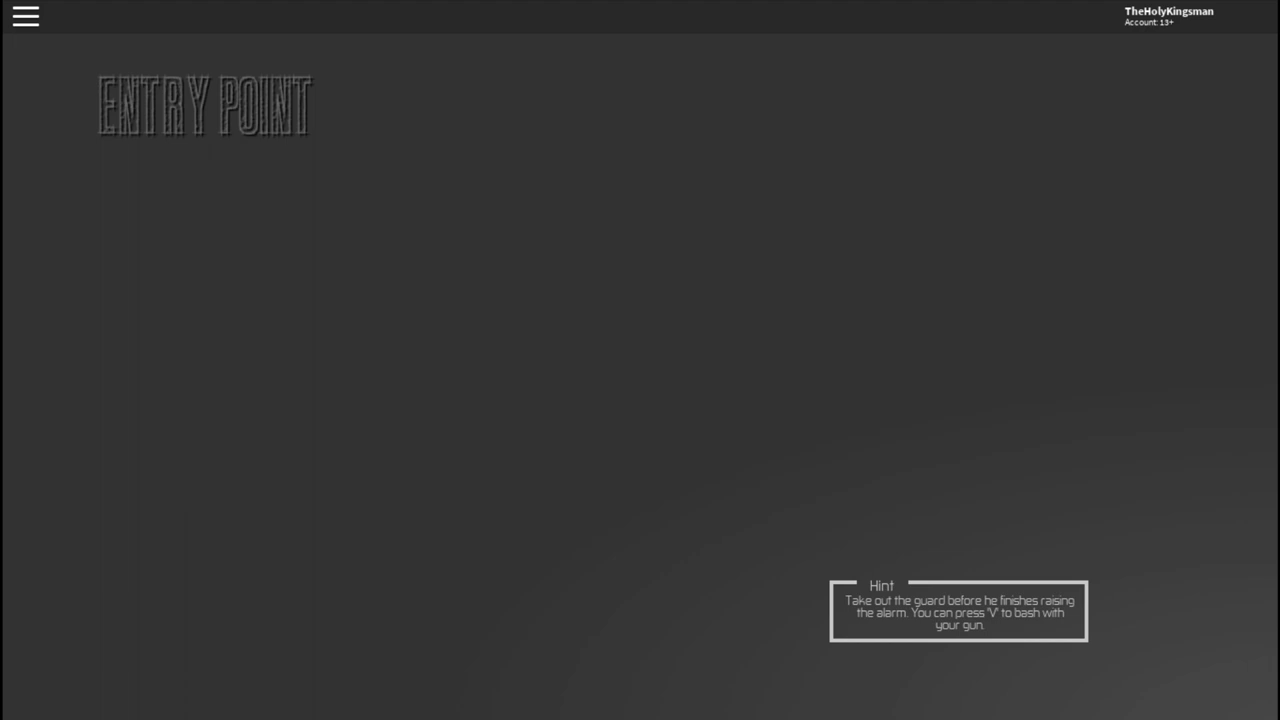 TheHolyKingsman
Account: 13+
ENTRY POINT
Hint
Take out the guard before he finishes raising
the alarm. You can press 'V' to bash with
your gun.